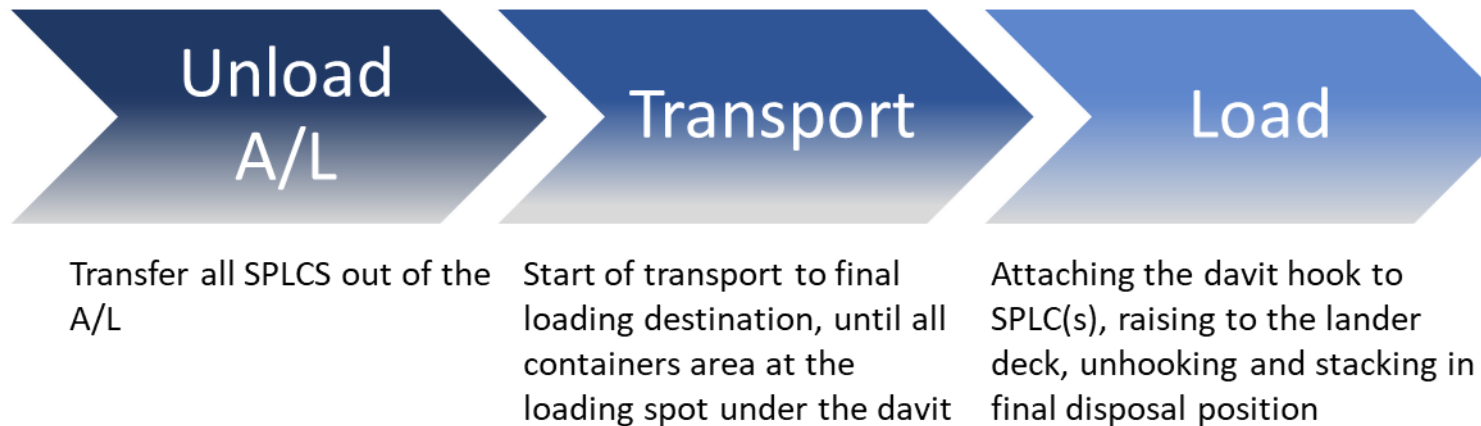 Unload
A/L
Transport
Load
Transfer all SPLCS out of the
A/L
Start of transport to final
loading destination, until all
containers area at the
loading spot under the davit
Attaching the davit hook to
SPLC(s), raising to the lander
deck, unhooking and stacking in
final disposal position